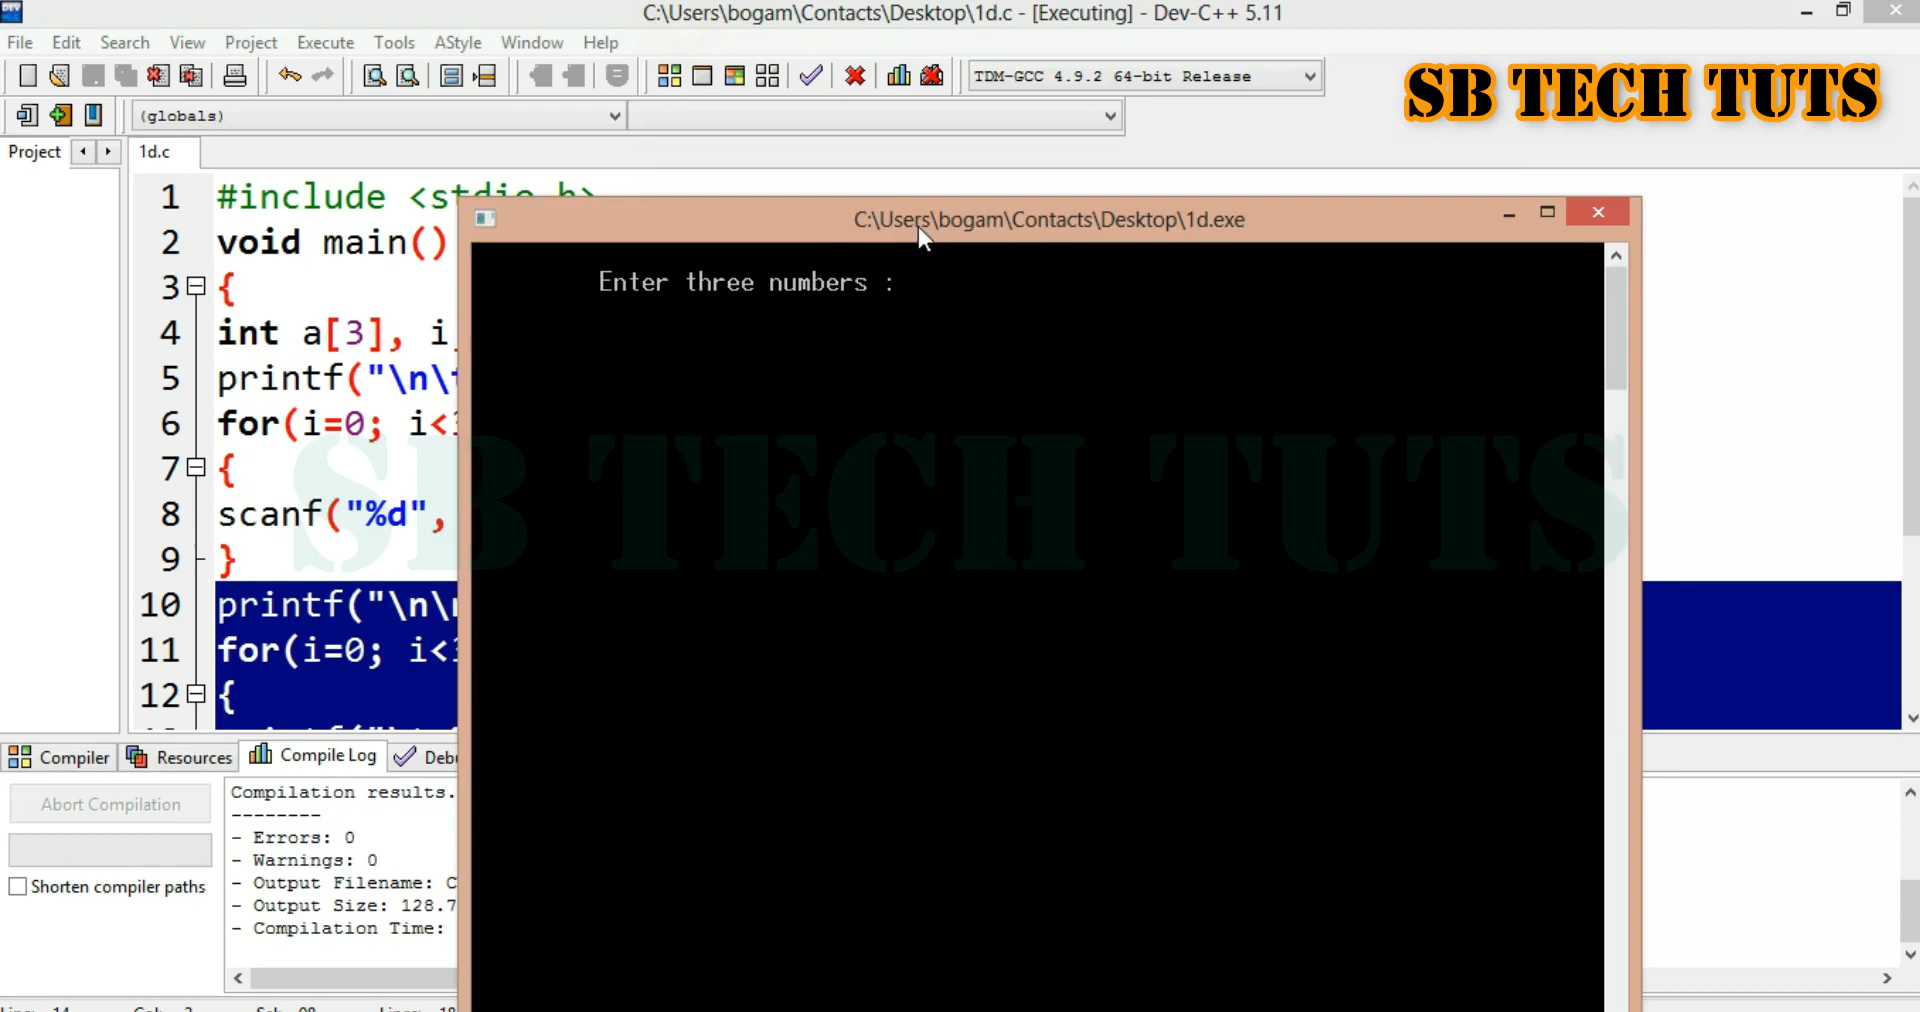 C:\Users\bogam\Contacts\Desktop\1d.c - [Executing] - Dev-C++ 5.11
File Edit Search View Project Execute Tools AStyle Window Help
TDM-GCC 4.9.2 64-bit Release
SB TECH TUTS
(globals)
Project 1d.c
1 #include <stdio.h>
2 void main()
3 {
4 int a[3], i
5 printf("\n\t
6 for(i=0; i<3
7 {
8 scanf("%d",
9 }
10 printf("\n\n
11 for(i=0; i<3
12 {
C:\Users\bogam\Contacts\Desktop\1d.exe
Enter three numbers :
SB TECH TUTS
Compiler Resources Compile Log Debu
Abort Compilation
Shorten compiler paths
Compilation results.
--------
- Errors: 0
- Warnings: 0
- Output Filename: C
- Output Size: 128.7
- Compilation Time: